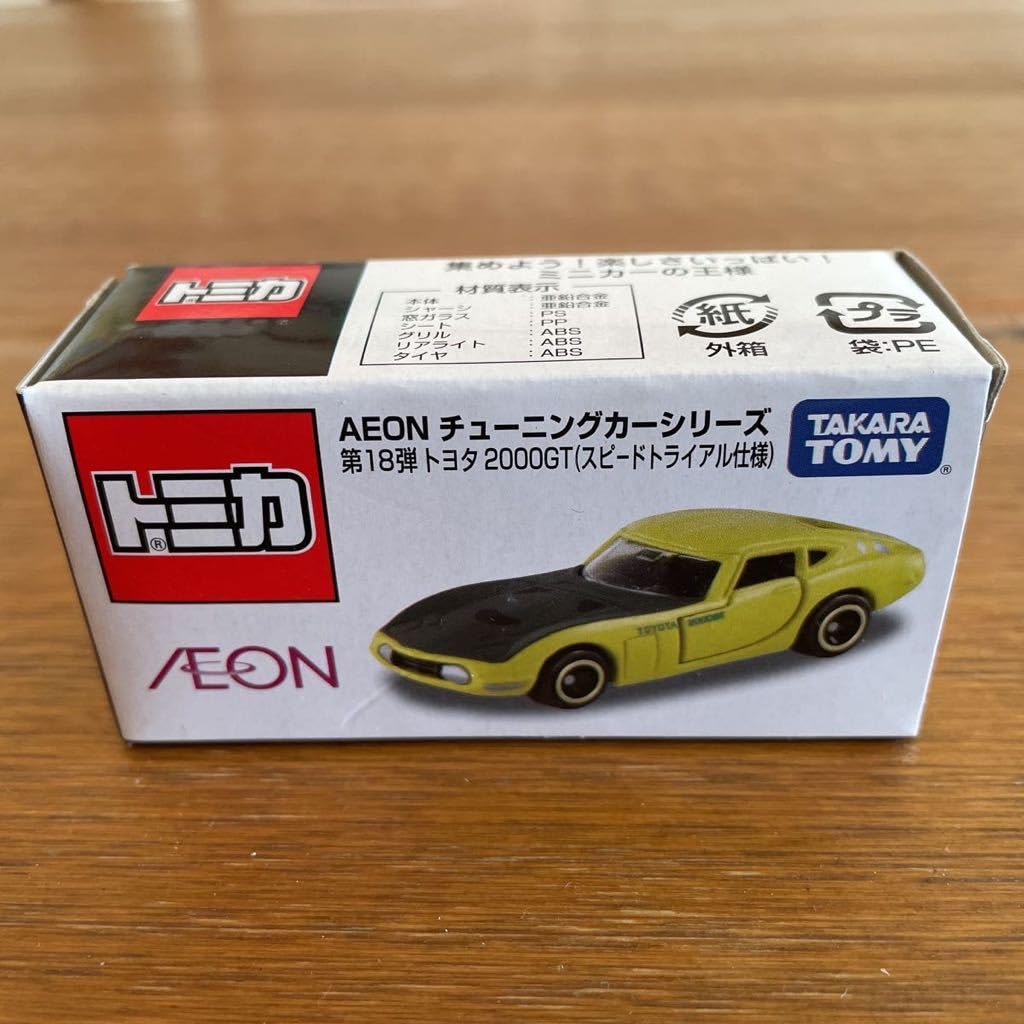 トミカ
集めよう!楽しさいっぱい!
ミニカーの王様
材質表示
本体 : 亜鉛合金
シャーシ : 亜鉛合金
窓ガラス : PS
シート : PP
グリル : ABS
リアライト : ABS
タイヤ : ABS
紙
外箱
プラ
袋:PE
トミカ
®
AEON チューニングカーシリーズ
第18弾 トヨタ 2000GT(スピードトライアル仕様)
TAKARA
TOMY
®
AEON
TOYOTA 2000GT